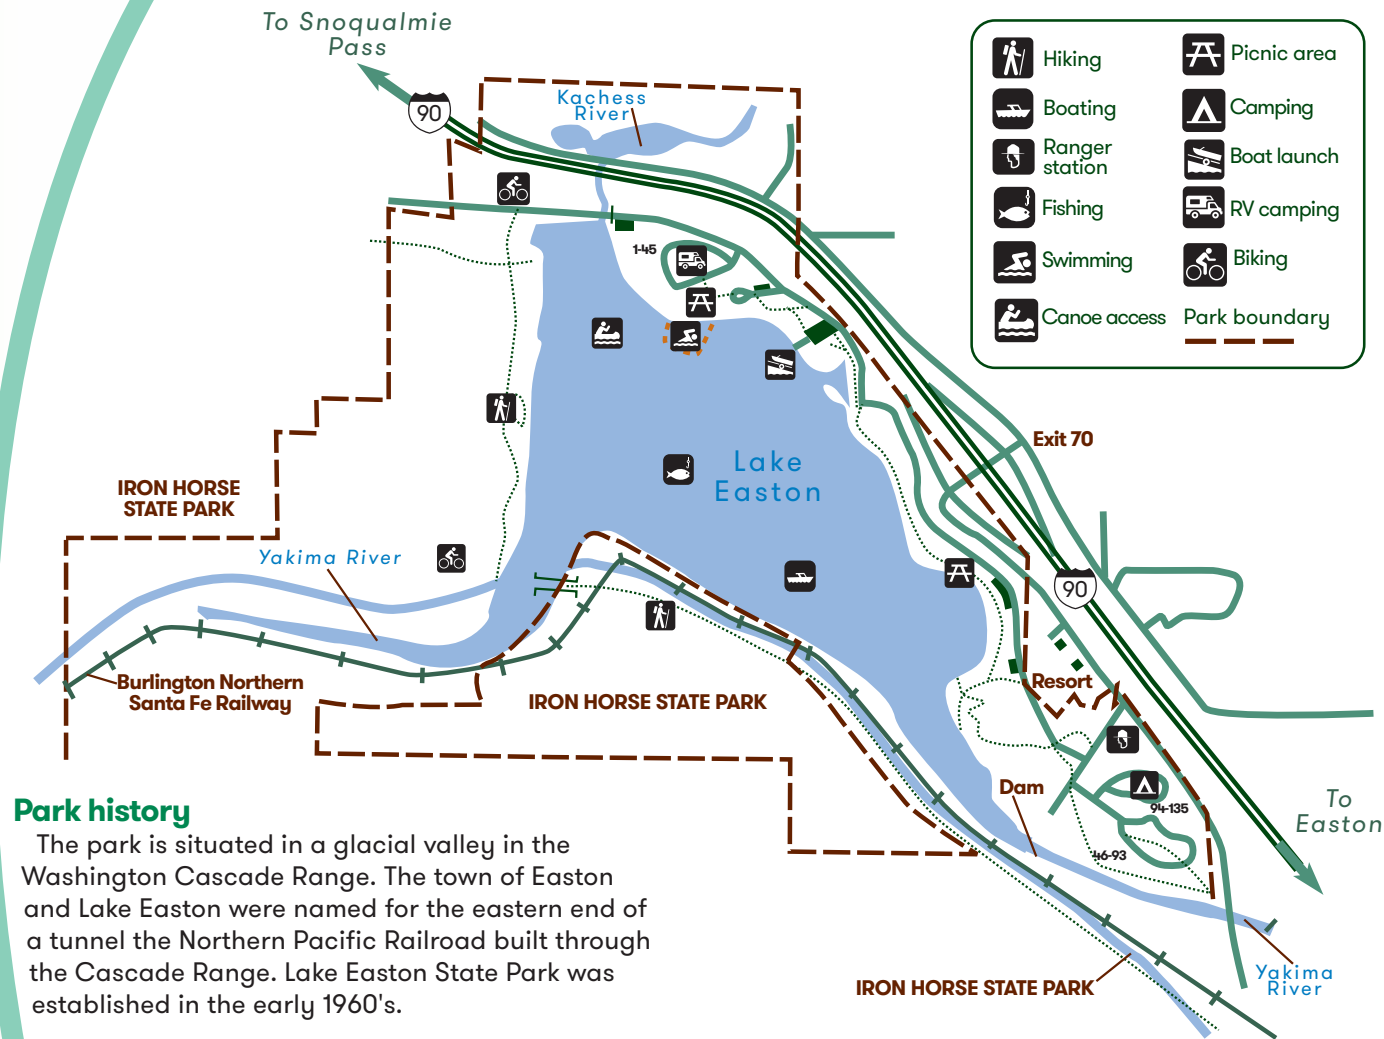 To Snoqualmie
Pass
90
Kachess
River
Hiking
Picnic area
Boating
Camping
Ranger
station
Boat launch
Fishing
RV camping
Swimming
Biking
Canoe access
Park boundary
1-45
Exit 70
Lake
Easton
IRON HORSE
STATE PARK
Yakima River
90
Burlington Northern
Santa Fe Railway
IRON HORSE STATE PARK
Resort
Dam
94-135
46-93
To
Easton
Park history
The park is situated in a glacial valley in the
Washington Cascade Range. The town of Easton
and Lake Easton were named for the eastern end of
a tunnel the Northern Pacific Railroad built through
the Cascade Range. Lake Easton State Park was
established in the early 1960's.
IRON HORSE STATE PARK
Yakima
River